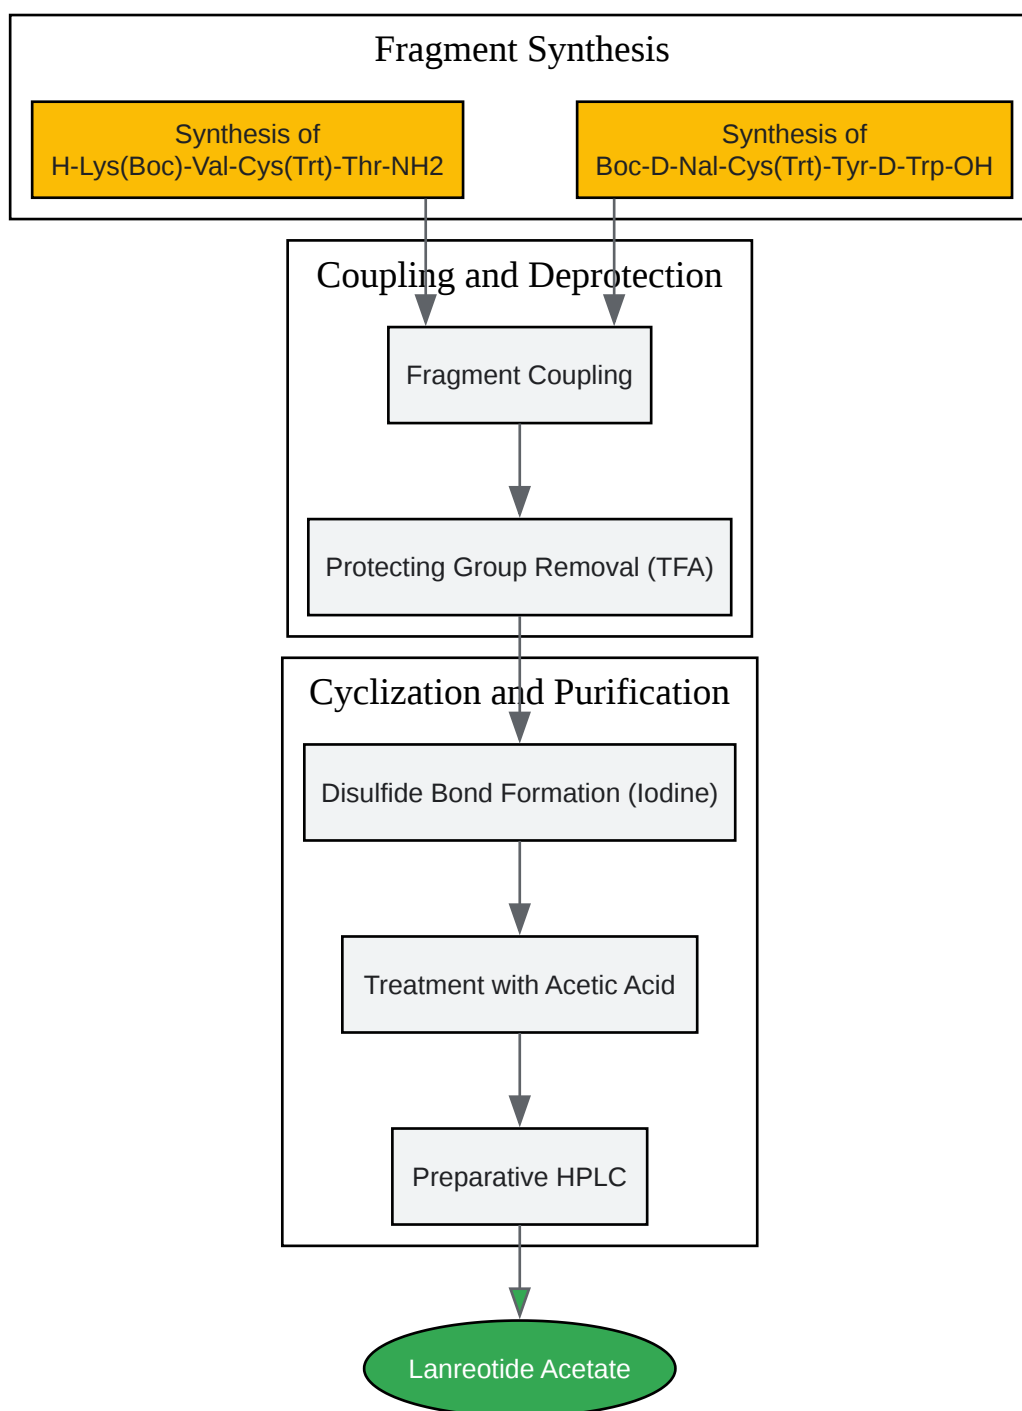 Fragment Synthesis
Synthesis of
H-Lys(Boc)-Val-Cys(Trt)-Thr-NH2
Synthesis of
Boc-D-Nal-Cys(Trt)-Tyr-D-Trp-OH
Coupling and Deprotection
Fragment Coupling
Protecting Group Removal (TFA)
Cyclization and Purification
Disulfide Bond Formation (Iodine)
Treatment with Acetic Acid
Preparative HPLC
Lanreotide Acetate